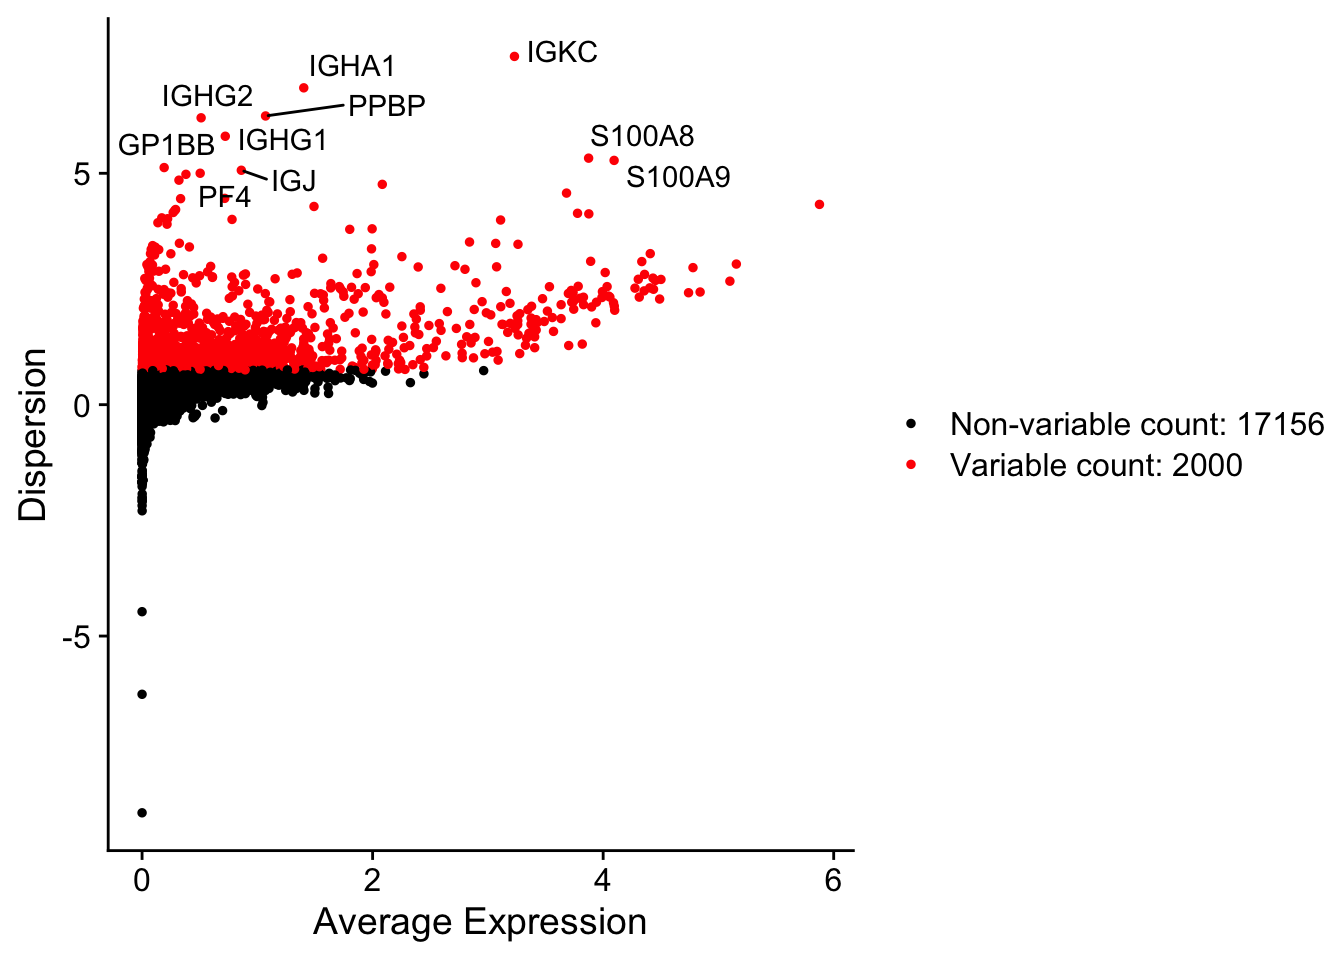 IGKC
IGHA1
IGHG2
PPBP
GP1BB
IGHG1
S100A8
IGJ
S100A9
PF4
5
0
-5
Dispersion
0
2
4
6
Average Expression
Non-variable count: 17156
Variable count: 2000